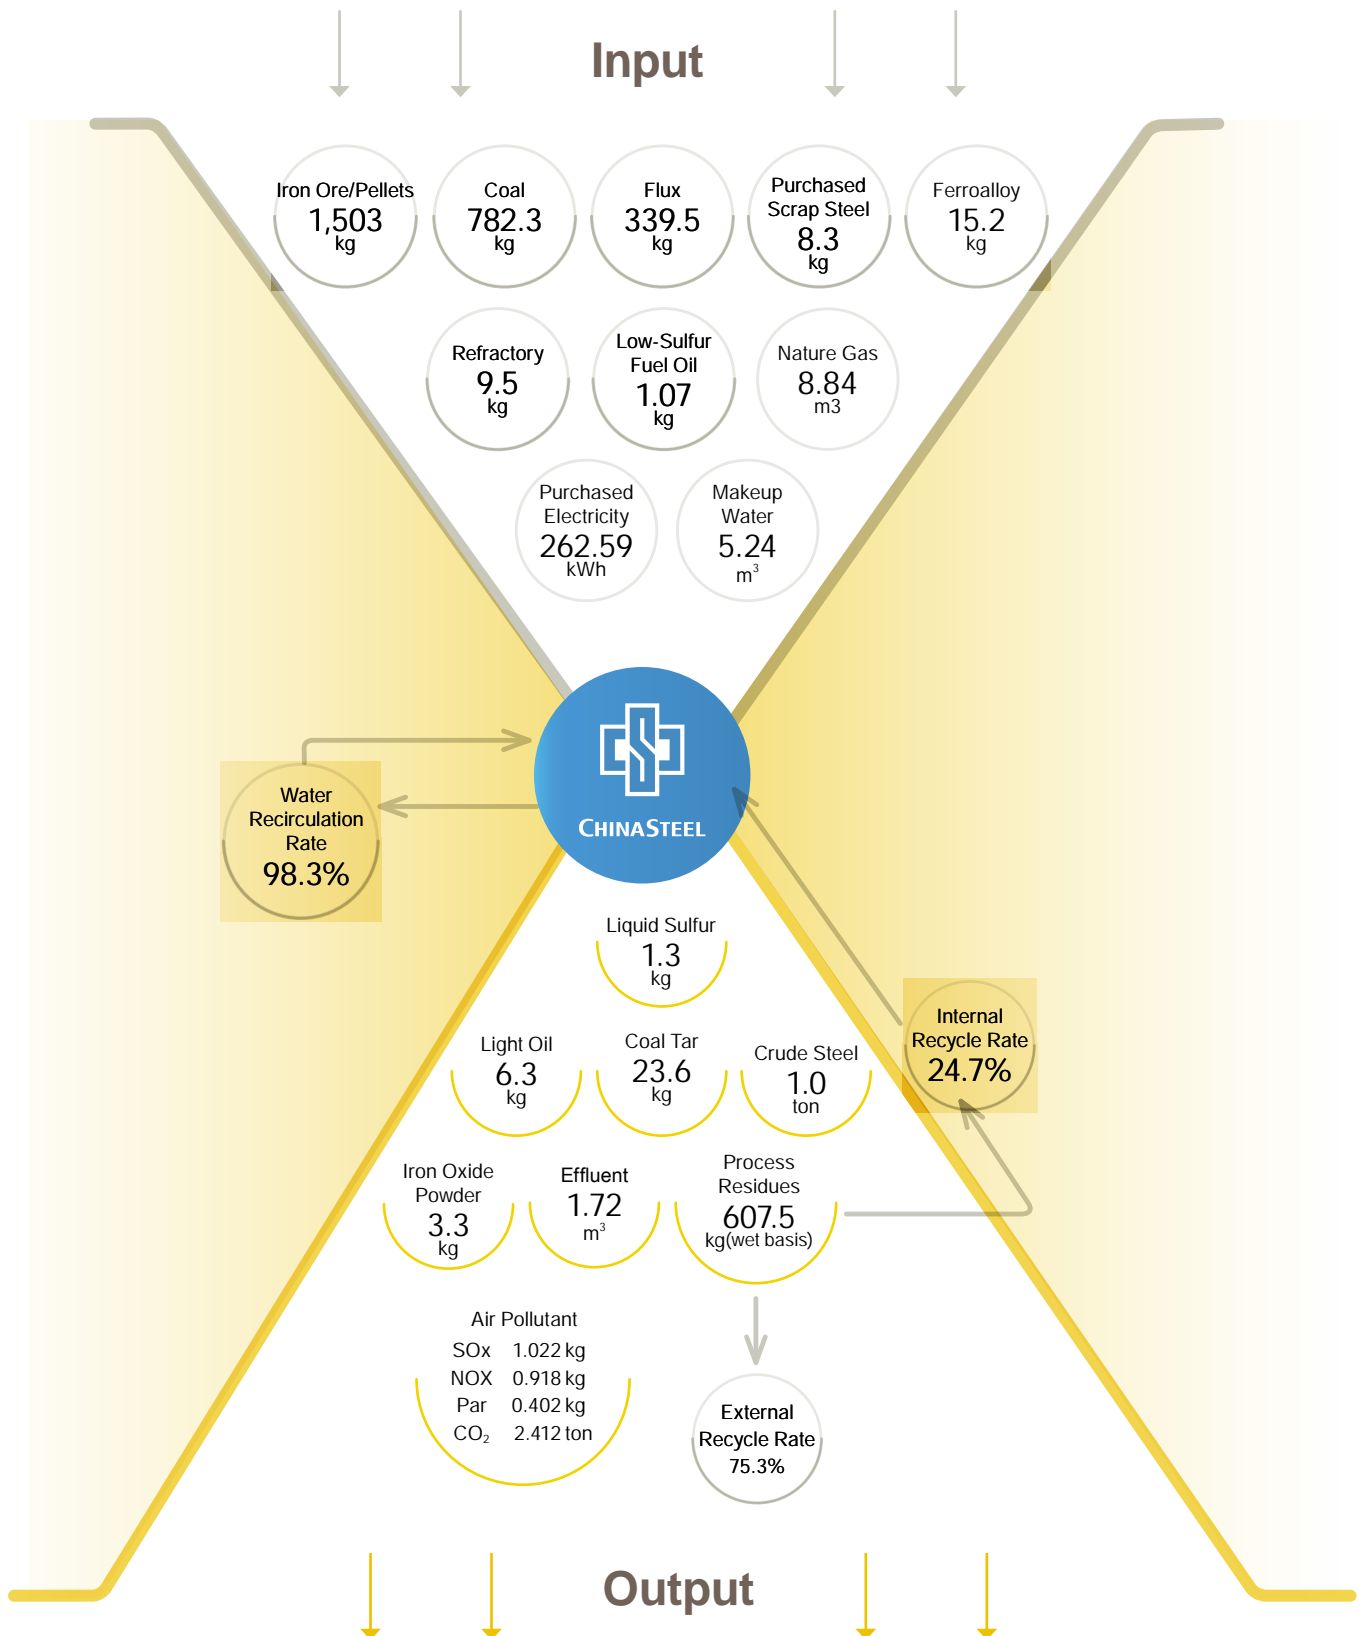 Input
Iron Ore/Pellets
1,503
kg
Coal
782.3
kg
Flux
339.5
kg
Purchased
Scrap Steel
8.3
kg
Ferroalloy
15.2
kg
Refractory
9.5
kg
Low-Sulfur
Fuel Oil
1.07
kg
Nature Gas
8.84
m3
Purchased
Electricity
262.59
kWh
Makeup
Water
5.24
m³
CHINASTEEL
Water
Recirculation
Rate
98.3%
Liquid Sulfur
1.3
kg
Light Oil
6.3
kg
Coal Tar
23.6
kg
Crude Steel
1.0
ton
Internal
Recycle Rate
24.7%
Iron Oxide
Powder
3.3
kg
Effluent
1.72
m³
Process
Residues
607.5
kg(wet basis)
Air Pollutant
SOx 1.022 kg
NOX 0.918 kg
Par 0.402 kg
CO₂ 2.412 ton
External
Recycle Rate
75.3%
Output